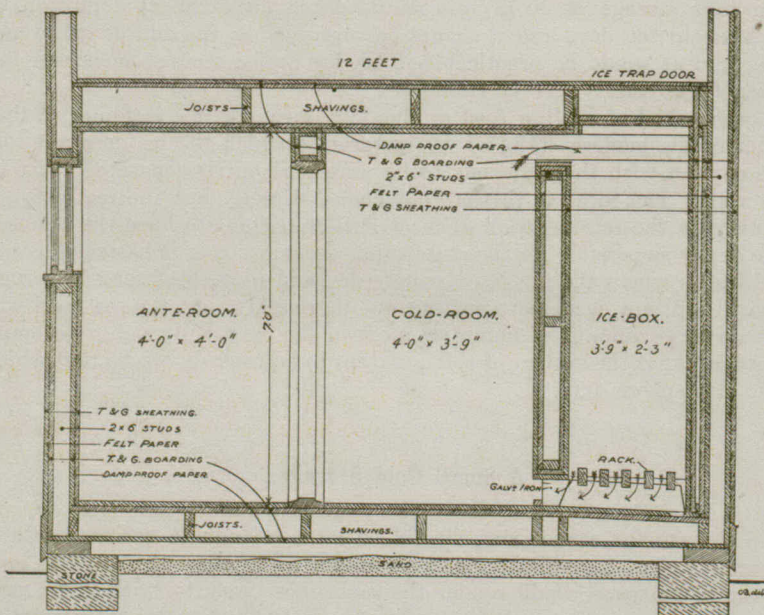 12 FEET
ICE TRAP DOOR
JOISTS
SHAVINGS.
DAMP PROOF PAPER.
T & G BOARDING
2"x 6" STUDS
FELT PAPER
T & G SHEATHING
ANTE-ROOM.
4'-0" x 4'-0"
7'0"
COLD-ROOM.
4-0" x 3'-9"
ICE-BOX.
3'-9" x 2'-3"
T & G SHEATHING.
2 x 6 STUDS
FELT PAPER
T. & G. BOARDING
DAMP PROOF PAPER
RACK.
GALVD IRON
JOISTS.
SHAVINGS.
SAND
STONE